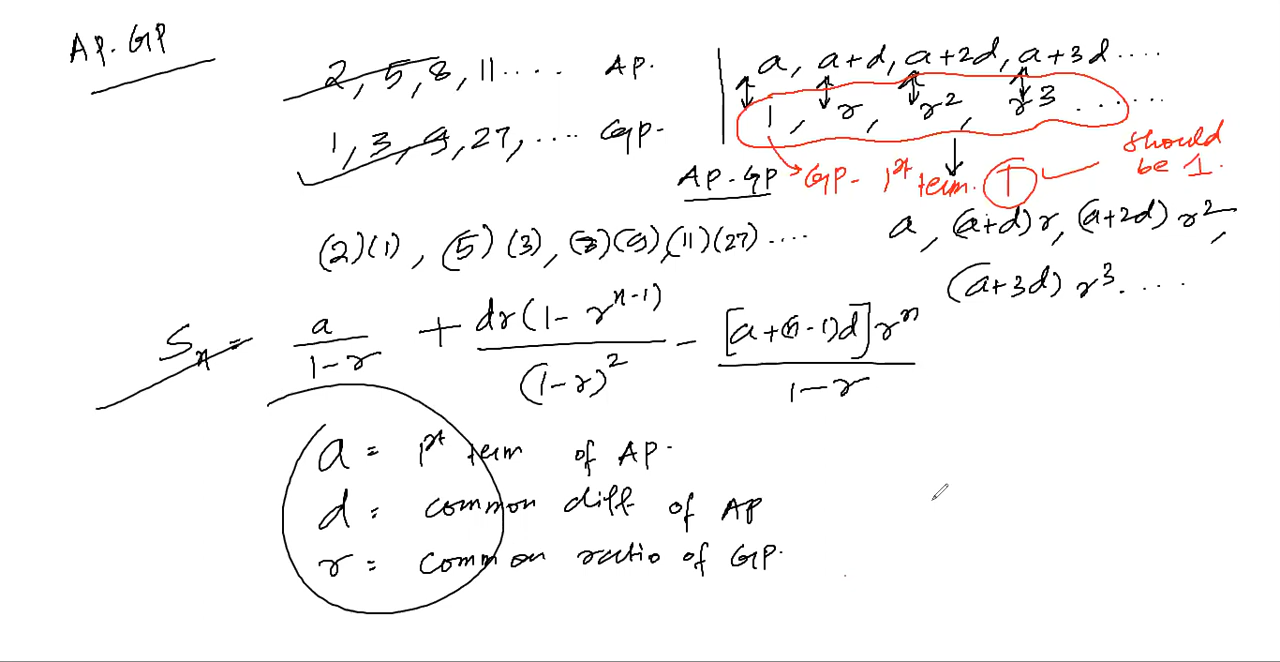 AP. GP
2, 5, 8, 11.... AP.
1, 3, 9, 27, .... GP.
a, a+d, a+2d, a+3d ....
1, r, r², r³ ......
AP-GP
GP- 1st term. 1
should
be 1.
(2)(1), (5)(3), (8)(9), (11)(27) ....
a, (a+d)r, (a+2d)r²,
(a+3d)r³. ....
Sn = a/(1-r) + dr(1-r^(n-1))/(1-r)² - [a+(n-1)d]r^n/(1-r)
a = 1st term of AP.
d = common diff. of AP
r = common ratio of GP.